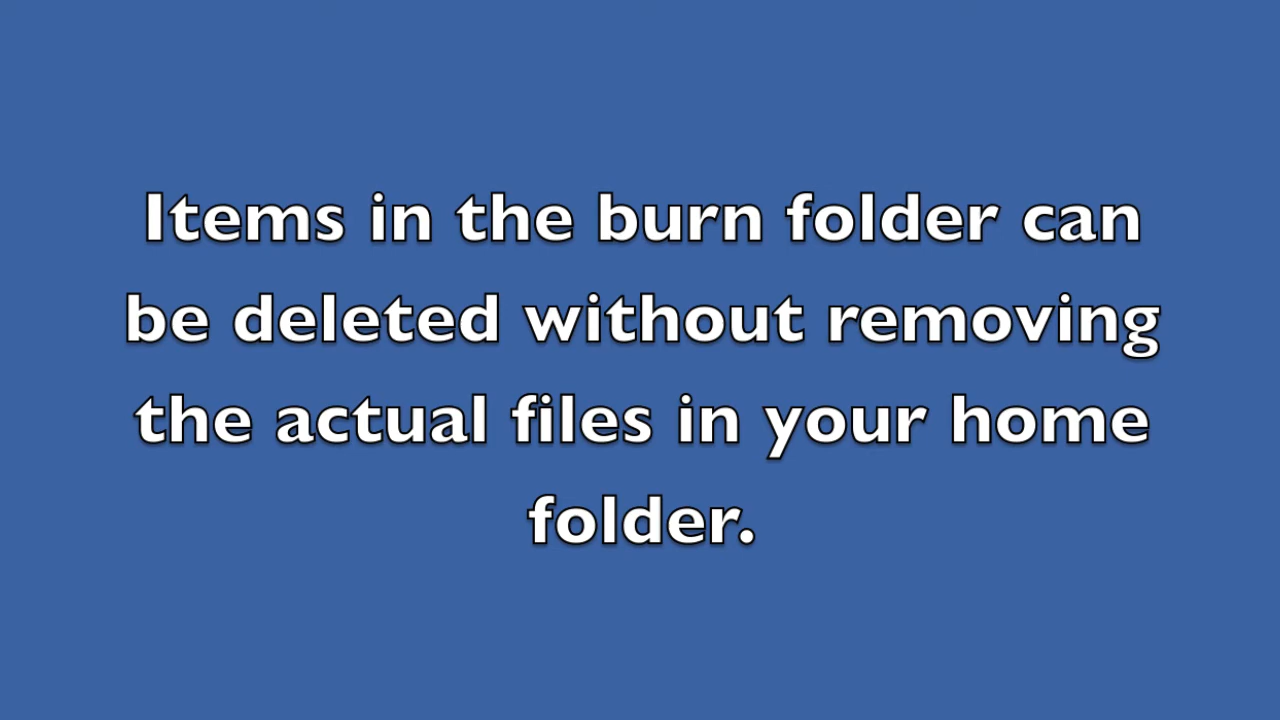 Items in the burn folder can
be deleted without removing
the actual files in your home
folder.